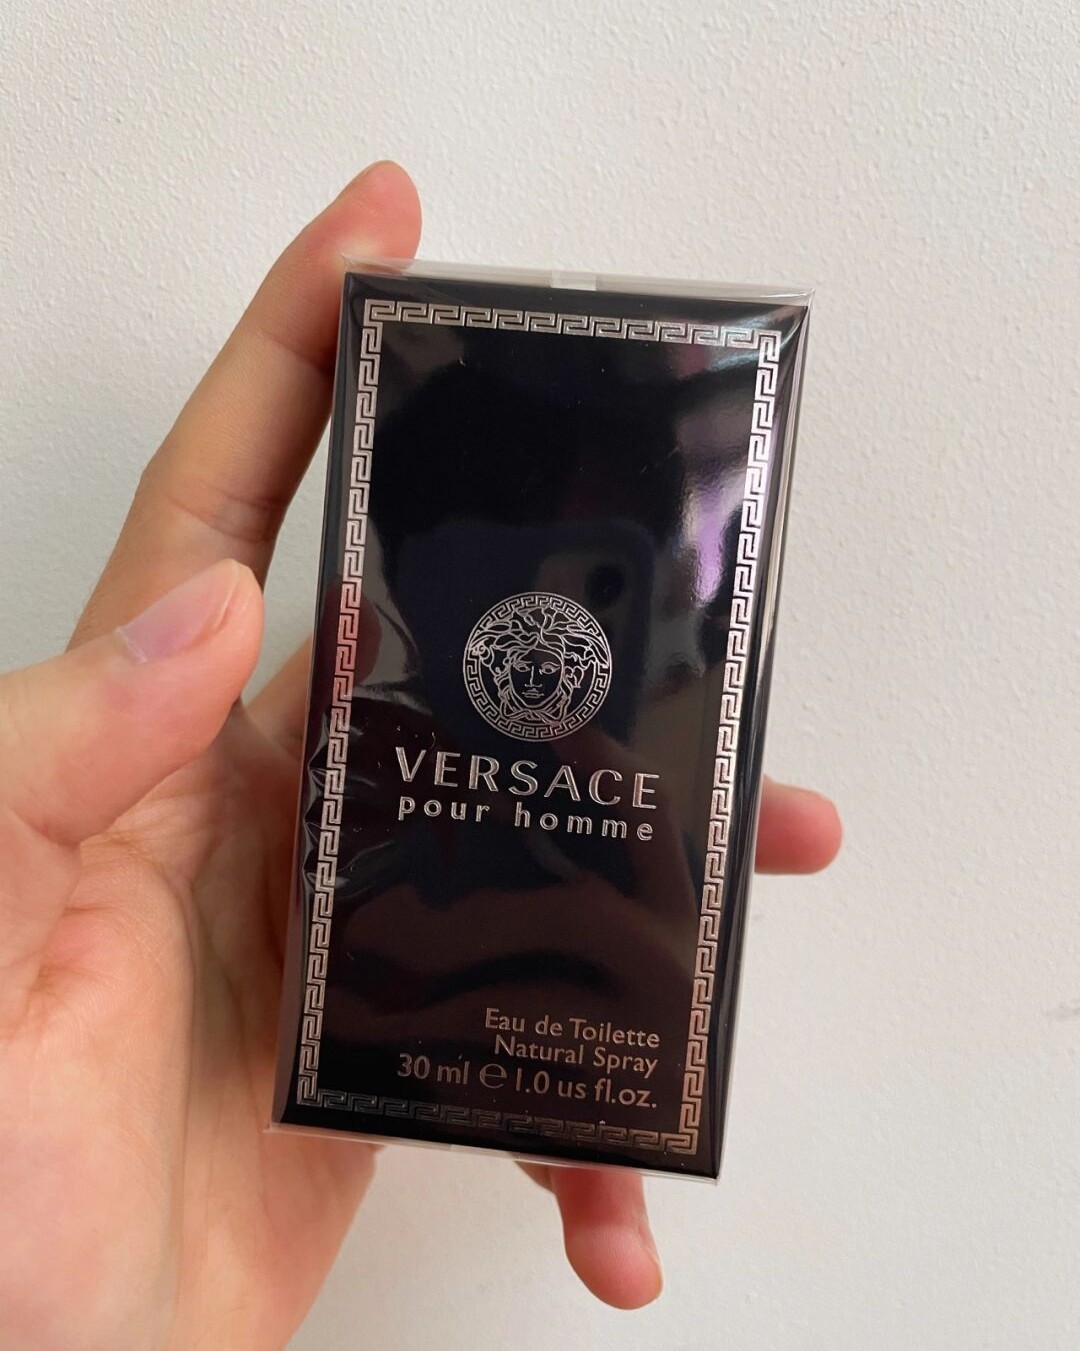 VERSACE
pour homme
Eau de Toilette
Natural Spray
30 ml ℮ 1.0 us fl.oz.